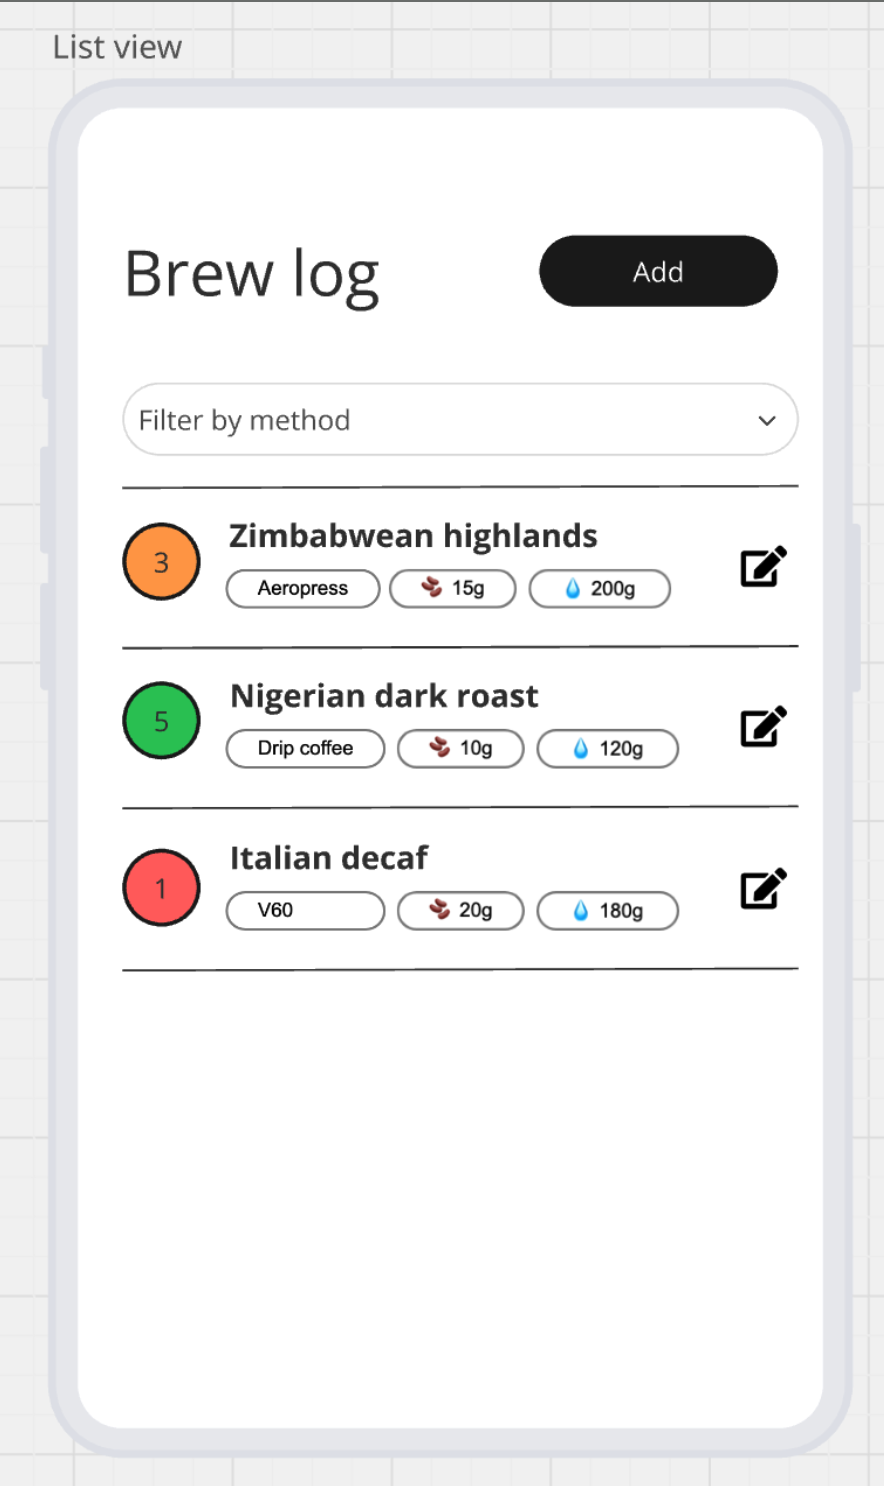 List view
Brew log
Add
Filter by method
3
Zimbabwean highlands
Aeropress 15g 200g
5
Nigerian dark roast
Drip coffee 10g 120g
1
Italian decaf
V60 20g 180g